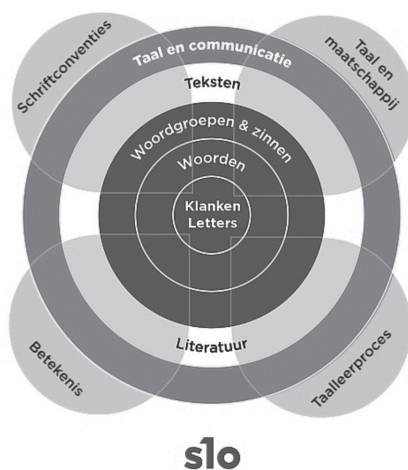 Schriftconventies
Taal en communicatie
Taal en
maatschappij
Teksten
Woordgroepen & zinnen
Woorden
Klanken
Letters
Literatuur
Betekenis
Taalleerproces
slo